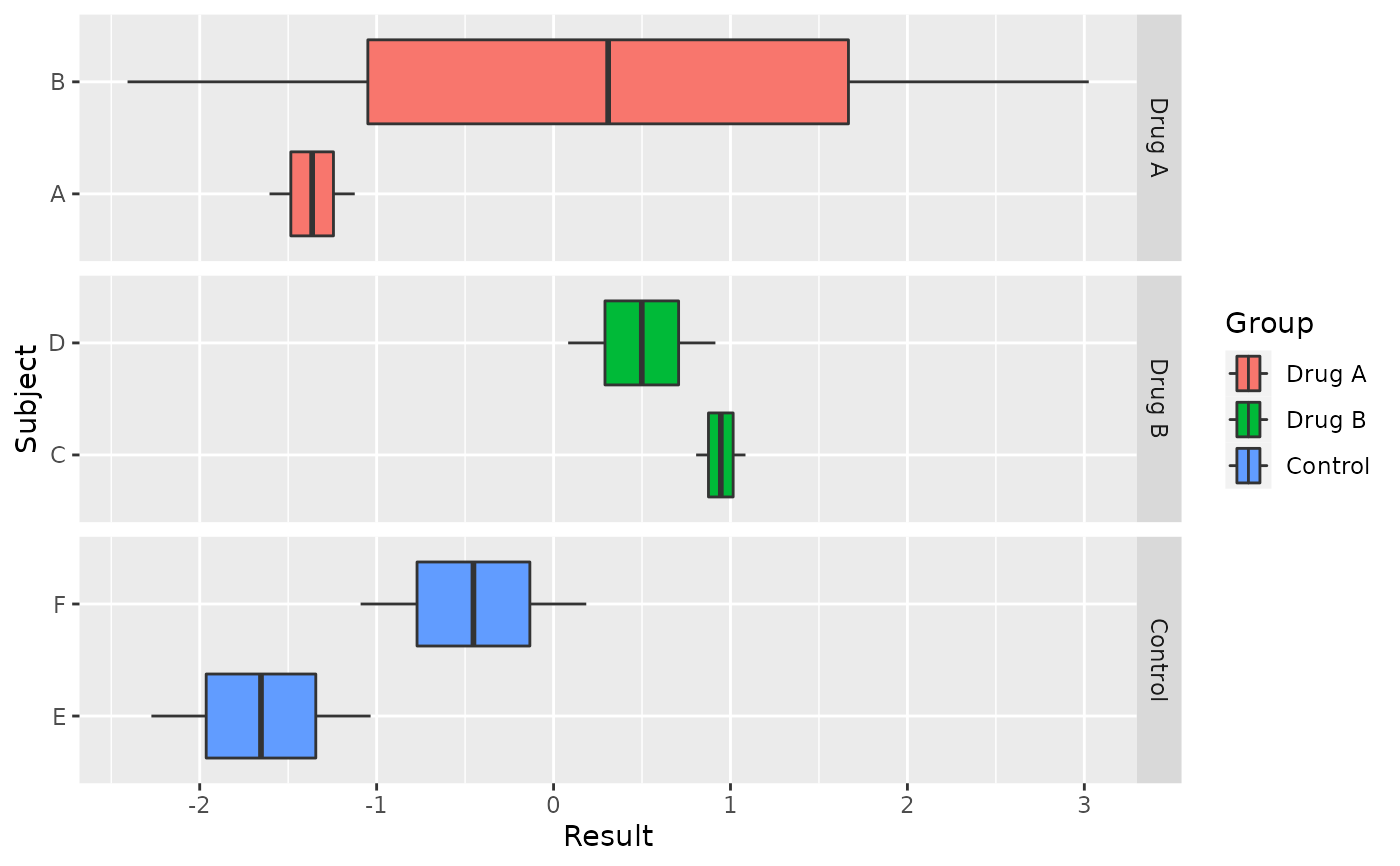 B
A
Drug A
D
C
Drug B
F
E
Control
-2 -1 0 1 2 3
Result
Subject
Group
Drug A
Drug B
Control